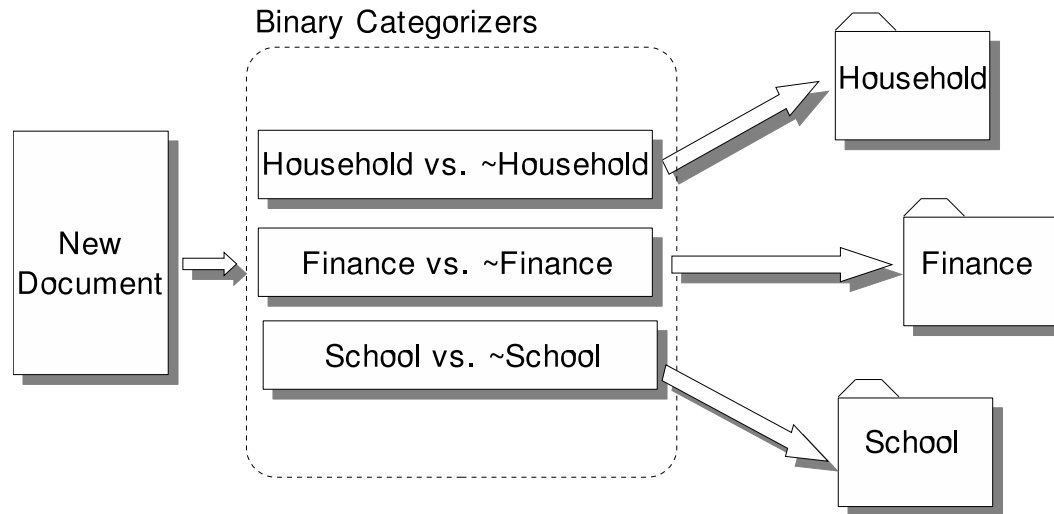 Binary Categorizers
Household
Household vs. ~Household
New
Document
Finance vs. ~Finance
Finance
School vs. ~School
School